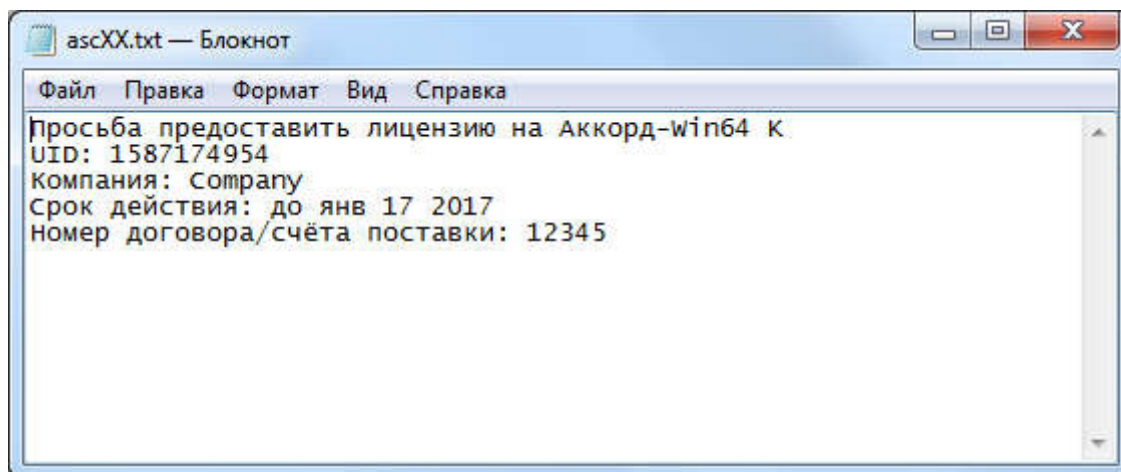 ascXX.txt — Блокнот
Файл Правка Формат Вид Справка
Просьба предоставить лицензию на Аккорд-Win64 K
UID: 1587174954
Компания: Company
Срок действия: до янв 17 2017
Номер договора/счёта поставки: 12345